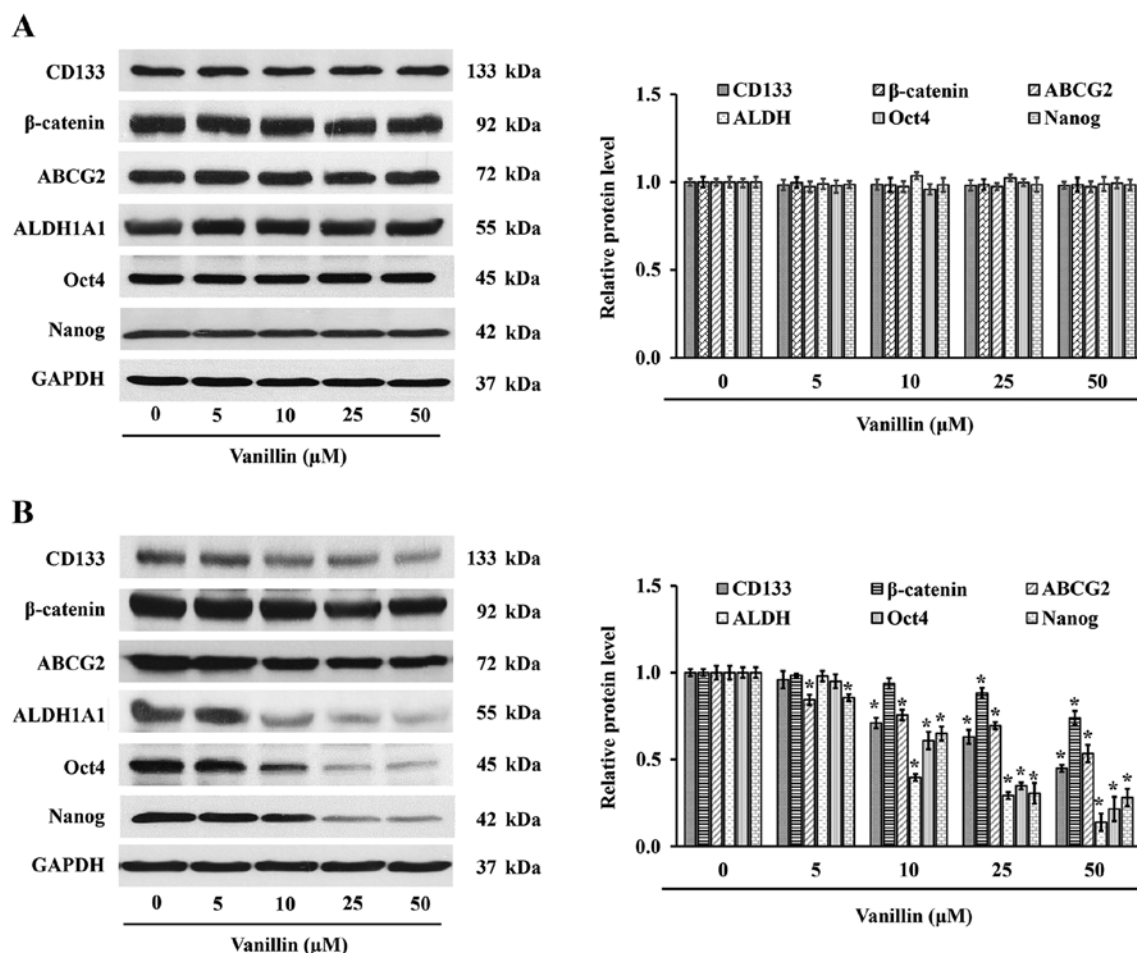 A
CD133 133 kDa
β-catenin 92 kDa
ABCG2 72 kDa
ALDH1A1 55 kDa
Oct4 45 kDa
Nanog 42 kDa
GAPDH 37 kDa
0 5 10 25 50
Vanillin (µM)
CD133 β-catenin ABCG2
ALDH Oct4 Nanog
Relative protein level
1.5
1.0
0.5
0.0
0 5 10 25 50
Vanillin (µM)
B
CD133 133 kDa
β-catenin 92 kDa
ABCG2 72 kDa
ALDH1A1 55 kDa
Oct4 45 kDa
Nanog 42 kDa
GAPDH 37 kDa
0 5 10 25 50
Vanillin (µM)
CD133 β-catenin ABCG2
ALDH Oct4 Nanog
Relative protein level
1.5
1.0
0.5
0.0
* * * * * * * * * * * * * * * * * * *
0 5 10 25 50
Vanillin (µM)